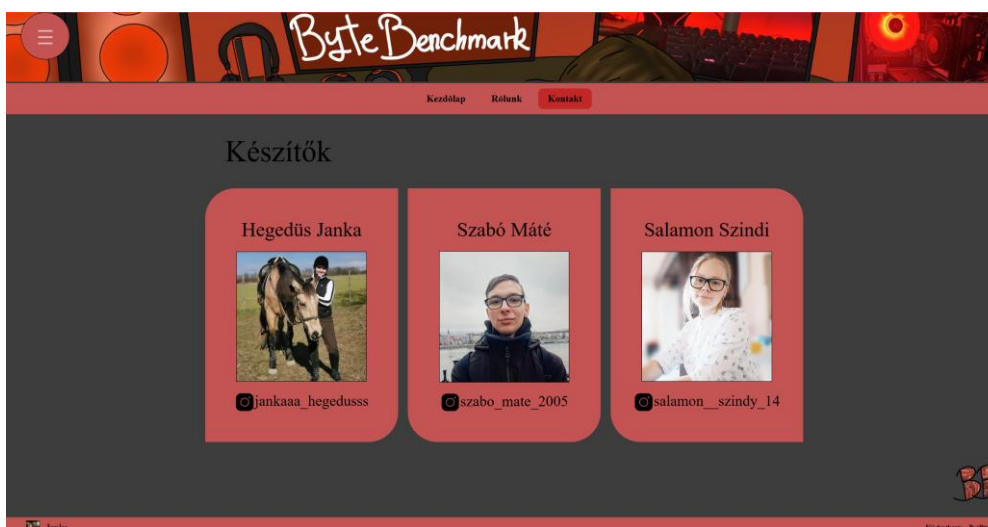 ByteBenchmark
Kezdőlap Rólunk Kontakt
Készítők
Hegedüs Janka Szabó Máté Salamon Szindi
jankaaa_hegedusss szabo_mate_2005 salamon__szindy_14